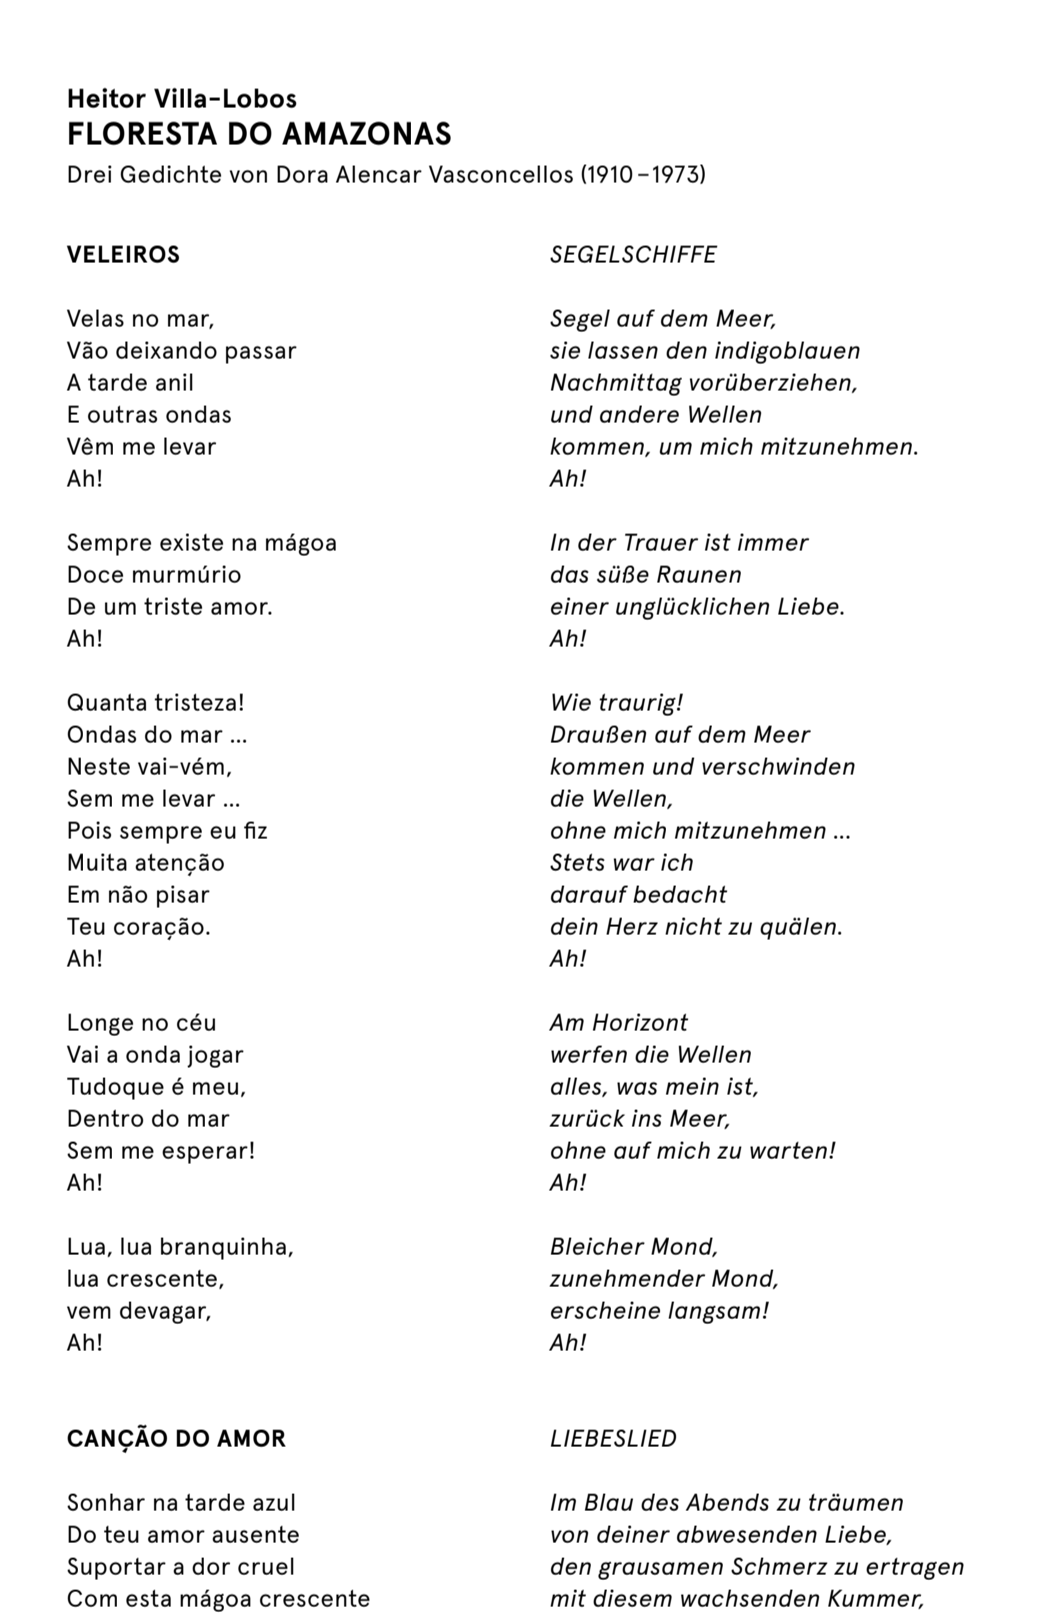 Heitor Villa-Lobos
FLORESTA DO AMAZONAS
Drei Gedichte von Dora Alencar Vasconcellos (1910–1973)
VELEIROS
Velas no mar,
Vão deixando passar
A tarde anil
E outras ondas
Vêm me levar
Ah!
Sempre existe na mágoa
Doce murmúrio
De um triste amor.
Ah!
Quanta tristeza!
Ondas do mar ...
Neste vai-vém,
Sem me levar ...
Pois sempre eu fiz
Muita atenção
Em não pisar
Teu coração.
Ah!
Longe no céu
Vai a onda jogar
Tudoque é meu,
Dentro do mar
Sem me esperar!
Ah!
Lua, lua branquinha,
lua crescente,
vem devagar,
Ah!
SEGELSCHIFFE
Segel auf dem Meer,
sie lassen den indigoblauen
Nachmittag vorüberziehen,
und andere Wellen
kommen, um mich mitzunehmen.
Ah!
In der Trauer ist immer
das süße Raunen
einer unglücklichen Liebe.
Ah!
Wie traurig!
Draußen auf dem Meer
kommen und verschwinden
die Wellen,
ohne mich mitzunehmen ...
Stets war ich
darauf bedacht
dein Herz nicht zu quälen.
Ah!
Am Horizont
werfen die Wellen
alles, was mein ist,
zurück ins Meer,
ohne auf mich zu warten!
Ah!
Bleicher Mond,
zunehmender Mond,
erscheine langsam!
Ah!
CANÇÃO DO AMOR
Sonhar na tarde azul
Do teu amor ausente
Suportar a dor cruel
Com esta mágoa crescente
LIEBESLIED
Im Blau des Abends zu träumen
von deiner abwesenden Liebe,
den grausamen Schmerz zu ertragen
mit diesem wachsenden Kummer,